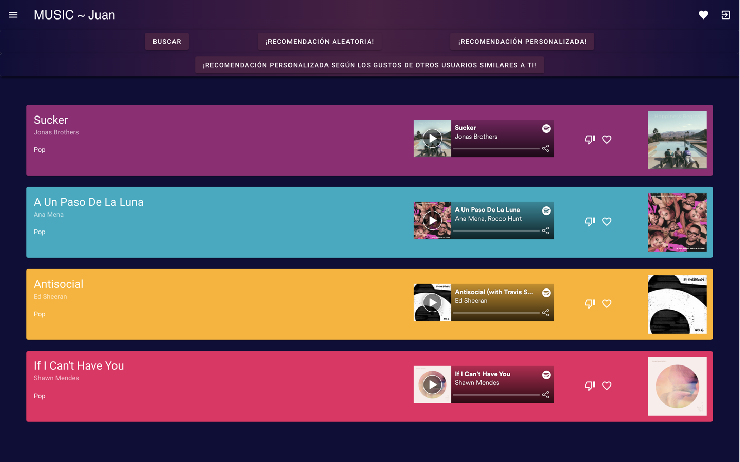 MUSIC ~ Juan
BUSCAR
¡RECOMENDACIÓN ALEATORIA!
¡RECOMENDACIÓN PERSONALIZADA!
¡RECOMENDACIÓN PERSONALIZADA SEGÚN LOS GUSTOS DE OTROS USUARIOS SIMILARES A TI!
Sucker
Jonas Brothers
Pop
Sucker
Jonas Brothers
A Un Paso De La Luna
Ana Mena
Pop
A Un Paso De La Luna
Ana Mena, Rocco Hunt
Antisocial
Ed Sheeran
Pop
Antisocial (with Travis S...
Ed Sheeran
If I Can't Have You
Shawn Mendes
Pop
If I Can't Have You
Shawn Mendes